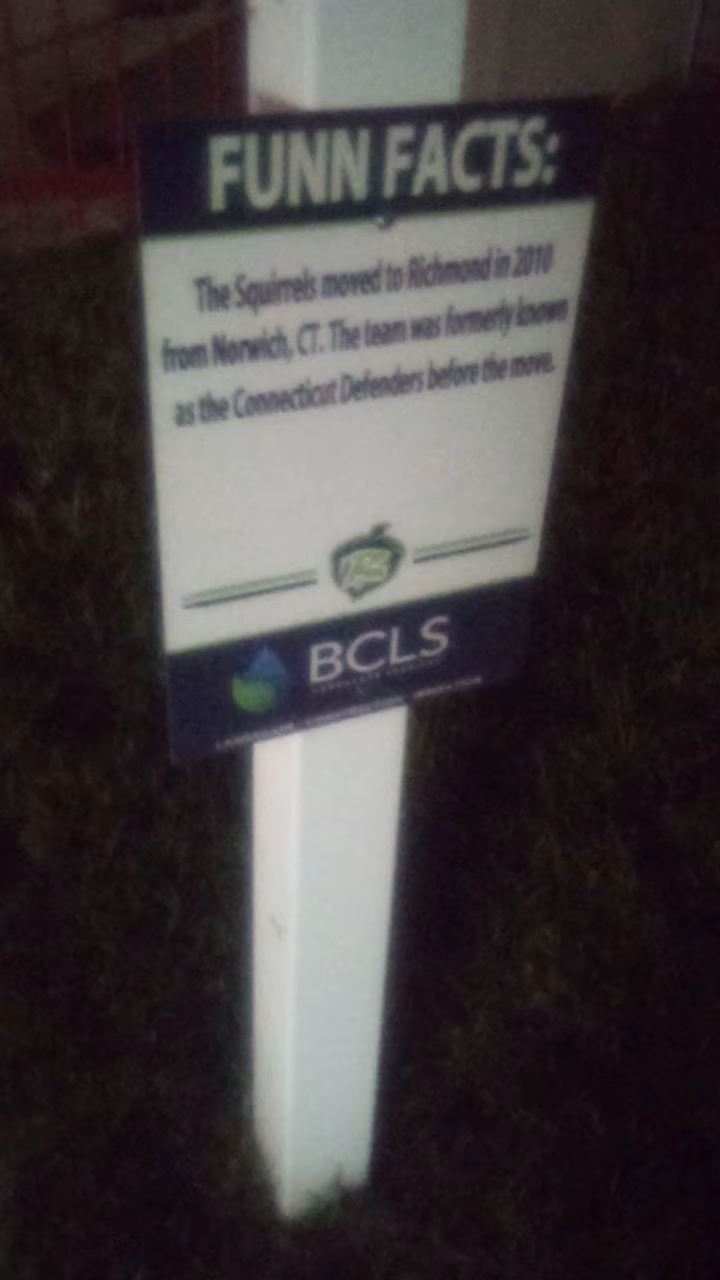 FUNN FACTS:
The Squirrels moved to Richmond in 2010
from Norwich, CT. The team was formerly known
as the Connecticut Defenders before the move.
BCLS